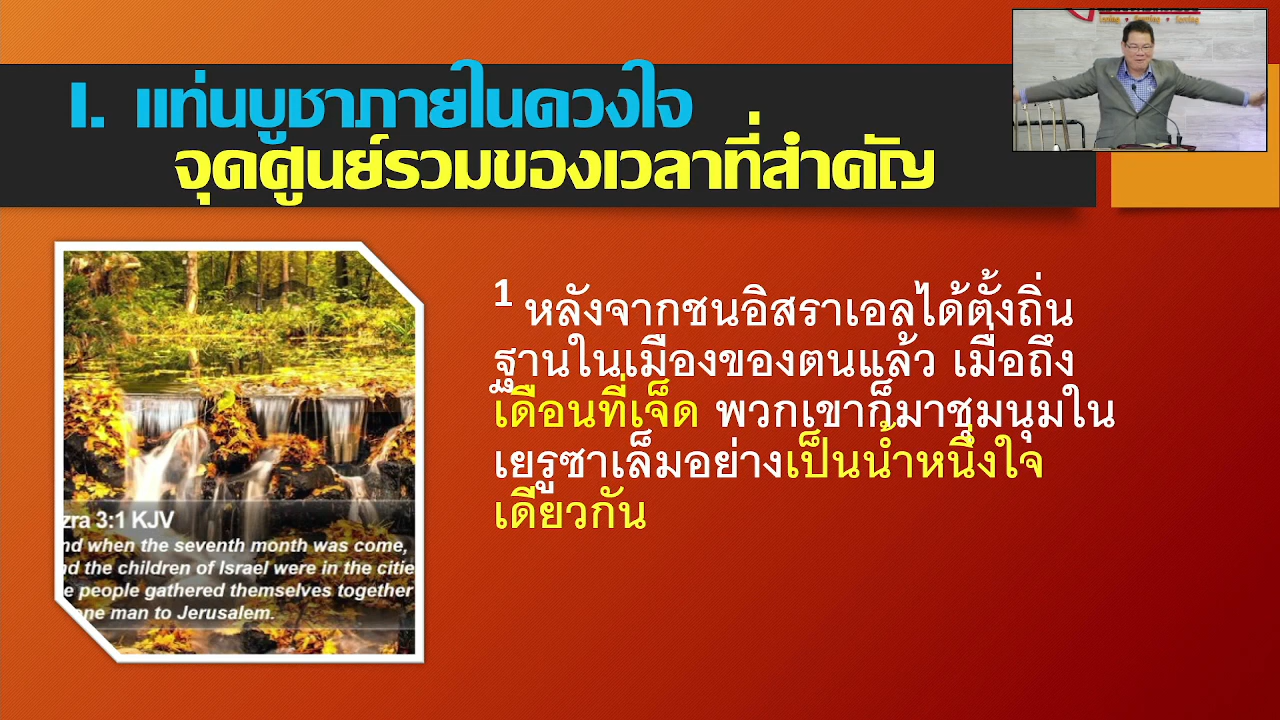 I. แท่นบูชาภายในดวงใจ
จุดศูนย์รวมของเวลาที่สำคัญ
1 หลังจากชนอิสราเอลได้ตั้งถิ่น
ฐานในเมืองของตนแล้ว เมื่อถึง
เดือนที่เจ็ด พวกเขาก็มาชุมนุมใน
เยรูซาเล็มอย่างเป็นน้ำหนึ่งใจ
เดียวกัน
zra 3:1 KJV
nd when the seventh month was come,
nd the children of Israel were in the citie
e people gathered themselves together
one man to Jerusalem.